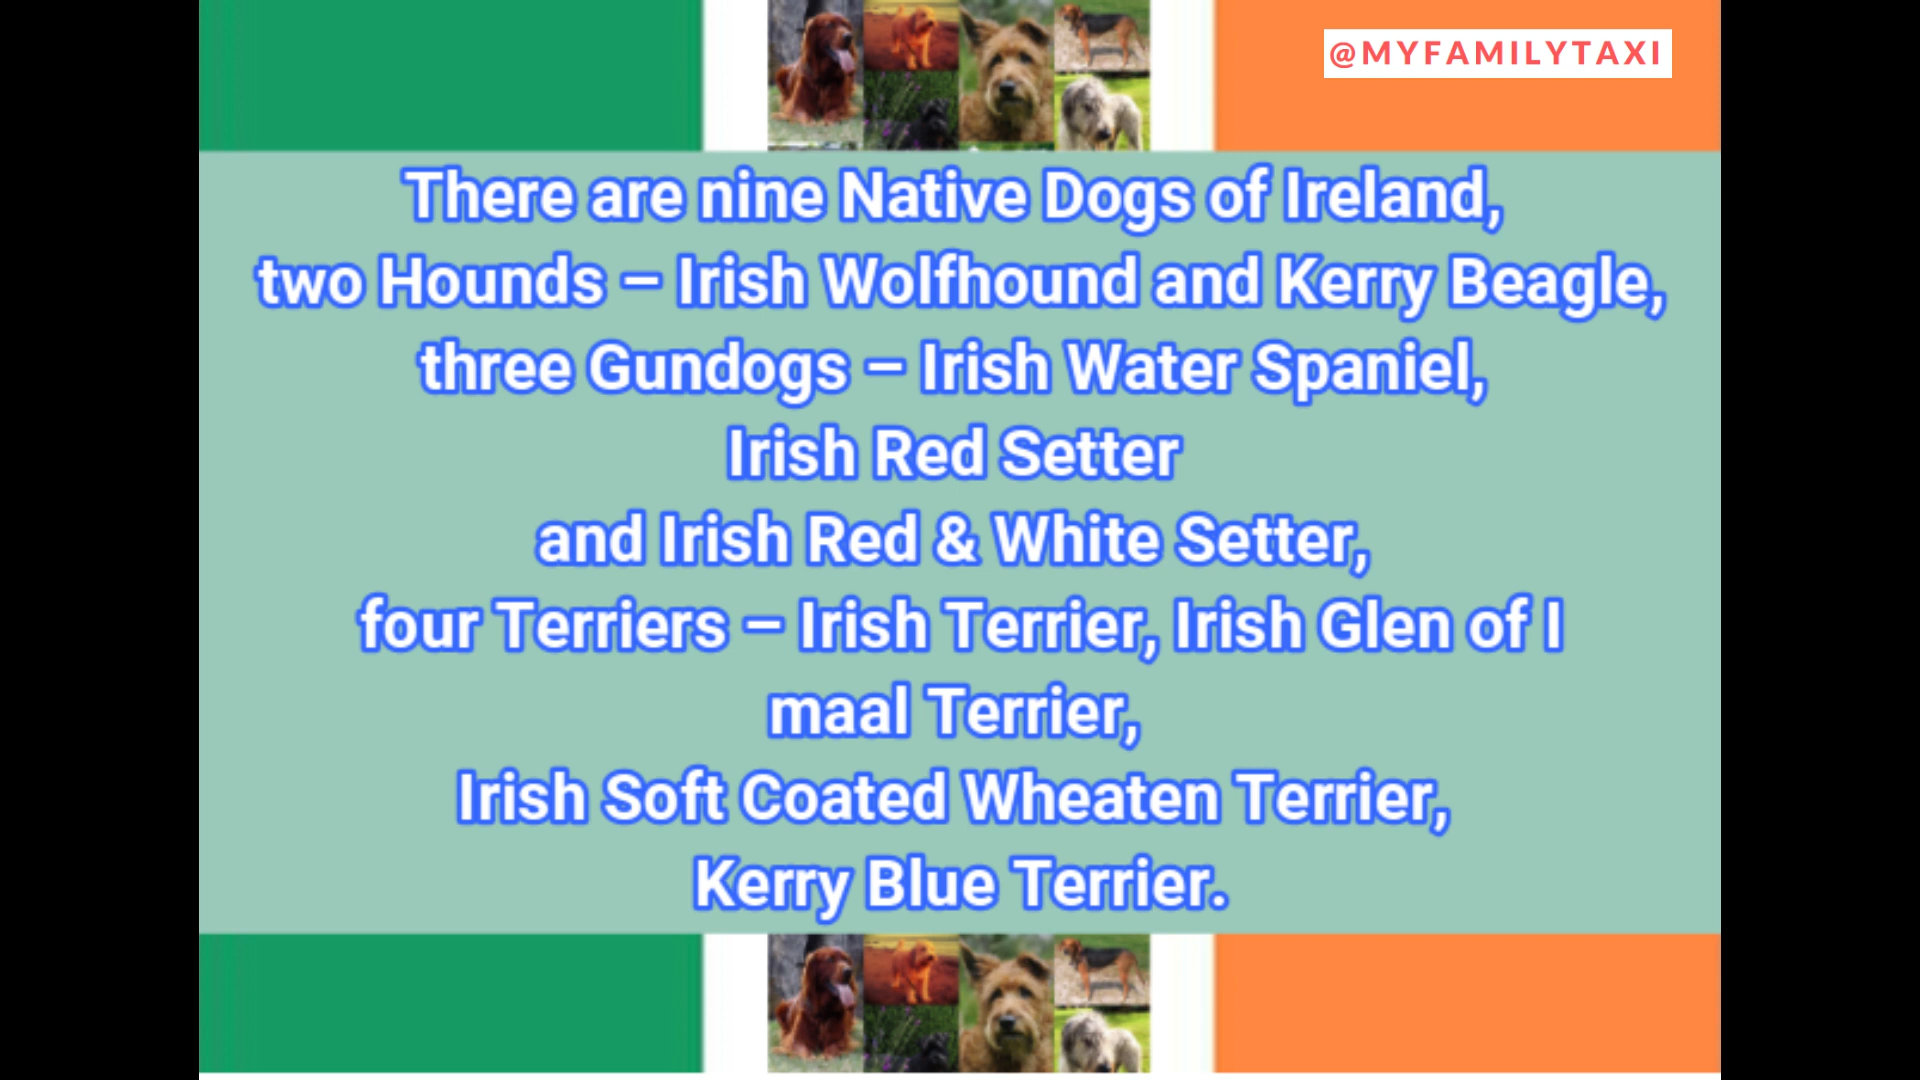 @MYFAMILYTAXI
There are nine Native Dogs of Ireland,
two Hounds – Irish Wolfhound and Kerry Beagle,
three Gundogs – Irish Water Spaniel,
Irish Red Setter
and Irish Red & White Setter,
four Terriers – Irish Terrier, Irish Glen of I
maal Terrier,
Irish Soft Coated Wheaten Terrier,
Kerry Blue Terrier.